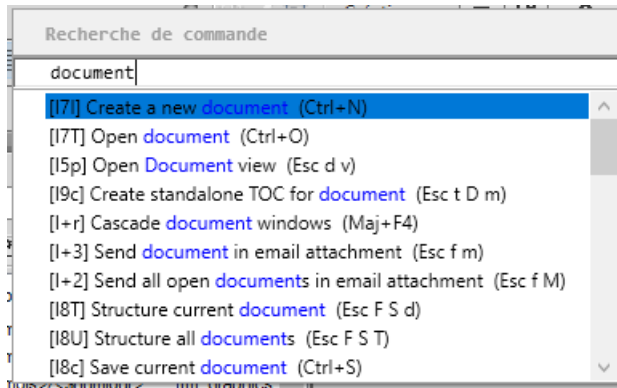 Recherche de commande
document
[I7I] Create a new document (Ctrl+N)
[I7T] Open document (Ctrl+O)
[I5p] Open Document view (Esc d v)
[I9c] Create standalone TOC for document (Esc t D m)
[I+r] Cascade document windows (Maj+F4)
[I+3] Send document in email attachment (Esc f m)
[I+2] Send all open documents in email attachment (Esc f M)
[I8T] Structure current document (Esc F S d)
[I8U] Structure all documents (Esc F S T)
[I8c] Save current document (Ctrl+S)